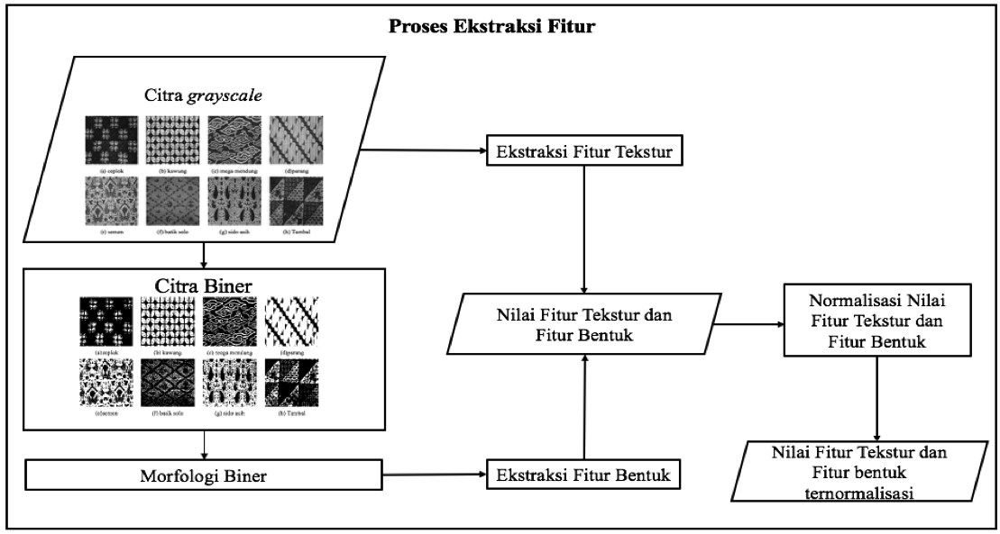 Proses Ekstraksi Fitur
Citra grayscale
(a) ceplok (b) kawung (c) mega mendung (d)parang
(e) semen (f) batik solo (g) sido asih (h) Tambal
Citra Biner
(a)ceplok (b) kawung (c) mega mendung (d)parang
(e)semen (f) batik solo (g) sido asih (h) Tambal
Morfologi Biner
Ekstraksi Fitur Tekstur
Nilai Fitur Tekstur dan
Fitur Bentuk
Ekstraksi Fitur Bentuk
Normalisasi Nilai
Fitur Tekstur dan
Fitur Bentuk
Nilai Fitur Tekstur dan
Fitur bentuk
ternormalisasi